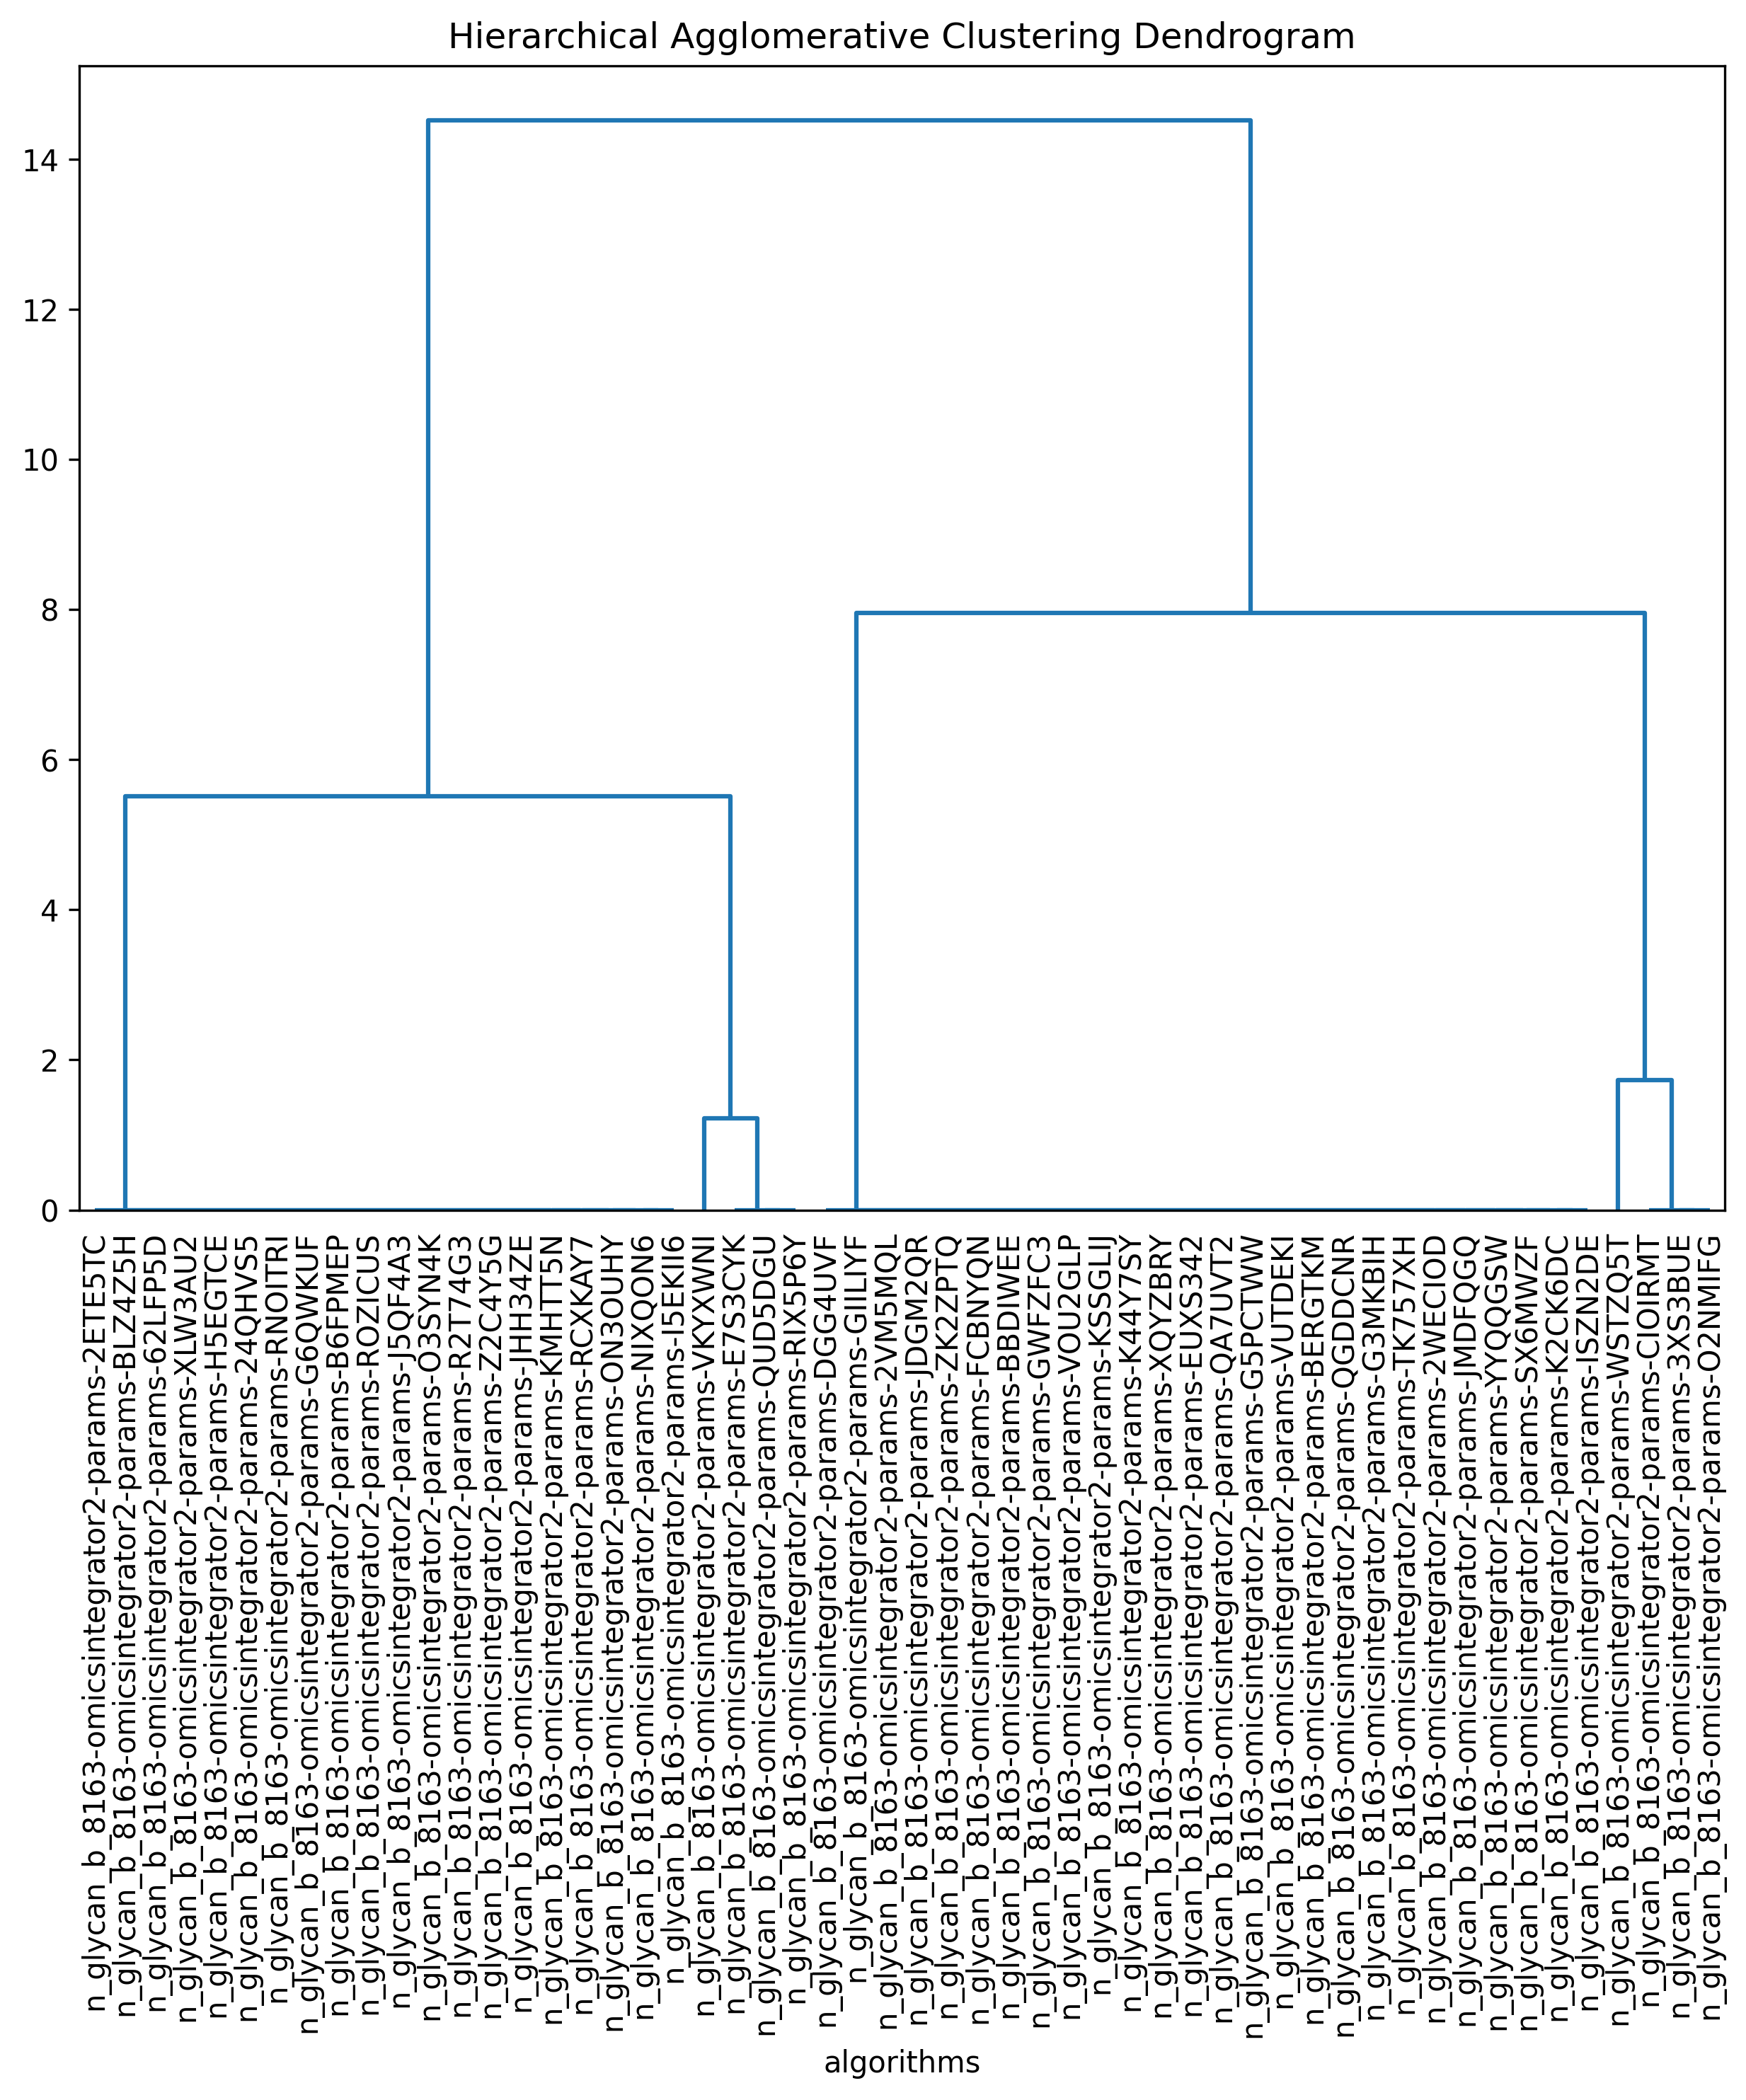 Hierarchical Agglomerative Clustering Dendrogram
14
12
10
8
6
4
2
0
n_glycan_b_8163-omicsintegrator2-params-2ETE5TC
n_glycan_b_8163-omicsintegrator2-params-BLZ4Z5H
n_glycan_b_8163-omicsintegrator2-params-62LFP5D
n_glycan_b_8163-omicsintegrator2-params-XLW3AU2
n_glycan_b_8163-omicsintegrator2-params-H5EGTCE
n_glycan_b_8163-omicsintegrator2-params-24QHVS5
n_glycan_b_8163-omicsintegrator2-params-RNOITRI
n_glycan_b_8163-omicsintegrator2-params-G6QWKUF
n_glycan_b_8163-omicsintegrator2-params-B6FPMEP
n_glycan_b_8163-omicsintegrator2-params-ROZICUS
n_glycan_b_8163-omicsintegrator2-params-J5QF4A3
n_glycan_b_8163-omicsintegrator2-params-O3SYN4K
n_glycan_b_8163-omicsintegrator2-params-R2T74G3
n_glycan_b_8163-omicsintegrator2-params-Z2C4Y5G
n_glycan_b_8163-omicsintegrator2-params-JHH34ZE
n_glycan_b_8163-omicsintegrator2-params-KMHTT5N
n_glycan_b_8163-omicsintegrator2-params-RCXKAY7
n_glycan_b_8163-omicsintegrator2-params-ON3OUHY
n_glycan_b_8163-omicsintegrator2-params-NIXQON6
n_glycan_b_8163-omicsintegrator2-params-I5EKII6
n_glycan_b_8163-omicsintegrator2-params-VKYXWNI
n_glycan_b_8163-omicsintegrator2-params-E7S3CYK
n_glycan_b_8163-omicsintegrator2-params-QUD5DGU
n_glycan_b_8163-omicsintegrator2-params-RIX5P6Y
n_glycan_b_8163-omicsintegrator2-params-DGG4UVF
n_glycan_b_8163-omicsintegrator2-params-GIILIYF
n_glycan_b_8163-omicsintegrator2-params-2VM5MQL
n_glycan_b_8163-omicsintegrator2-params-JDGM2QR
n_glycan_b_8163-omicsintegrator2-params-ZK2ZPTQ
n_glycan_b_8163-omicsintegrator2-params-FCBNYQN
n_glycan_b_8163-omicsintegrator2-params-BBDIWEE
n_glycan_b_8163-omicsintegrator2-params-GWFZFC3
n_glycan_b_8163-omicsintegrator2-params-VOU2GLP
n_glycan_b_8163-omicsintegrator2-params-KSSGLIJ
n_glycan_b_8163-omicsintegrator2-params-K44Y7SY
n_glycan_b_8163-omicsintegrator2-params-XQYZBRY
n_glycan_b_8163-omicsintegrator2-params-EUXS342
n_glycan_b_8163-omicsintegrator2-params-QA7UVT2
n_glycan_b_8163-omicsintegrator2-params-G5PCTWW
n_glycan_b_8163-omicsintegrator2-params-VUTDEKI
n_glycan_b_8163-omicsintegrator2-params-BERGTKM
n_glycan_b_8163-omicsintegrator2-params-QGDDCNR
n_glycan_b_8163-omicsintegrator2-params-G3MKBIH
n_glycan_b_8163-omicsintegrator2-params-TK757XH
n_glycan_b_8163-omicsintegrator2-params-2WECIOD
n_glycan_b_8163-omicsintegrator2-params-JMDFQGQ
n_glycan_b_8163-omicsintegrator2-params-YYQQGSW
n_glycan_b_8163-omicsintegrator2-params-SX6MWZF
n_glycan_b_8163-omicsintegrator2-params-K2CK6DC
n_glycan_b_8163-omicsintegrator2-params-ISZN2DE
n_glycan_b_8163-omicsintegrator2-params-WSTZQ5T
n_glycan_b_8163-omicsintegrator2-params-CIOIRMT
n_glycan_b_8163-omicsintegrator2-params-3XS3BUE
n_glycan_b_8163-omicsintegrator2-params-O2NMIFG
algorithms